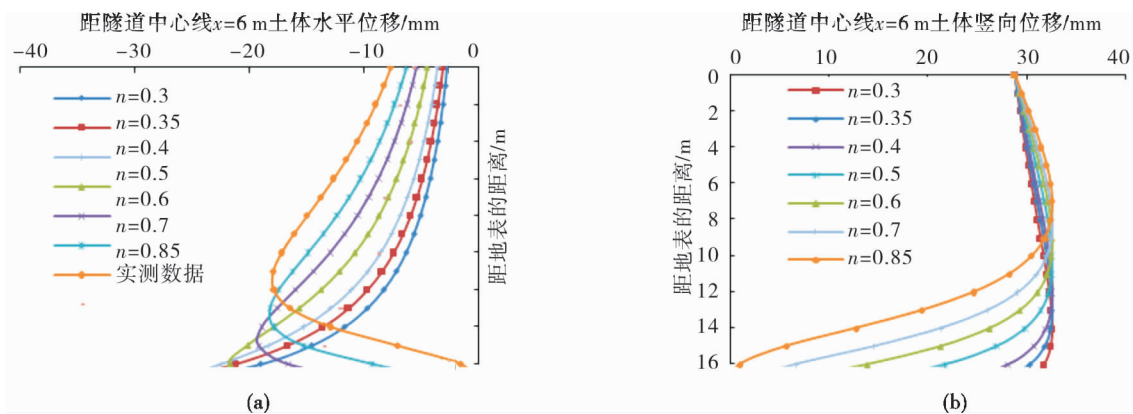 距隧道中心线x=6 m土体水平位移/mm
-40 -30 -20 -10 0
n=0.3
n=0.35
n=0.4
n=0.5
n=0.6
n=0.7
n=0.85
实测数据
距地表的距离/m
(a)
距隧道中心线x=6 m土体竖向位移/mm
0 10 20 30 40
0
2
4
6
8
10
12
14
16
距地表的距离/m
n=0.3
n=0.35
n=0.4
n=0.5
n=0.6
n=0.7
n=0.85
(b)